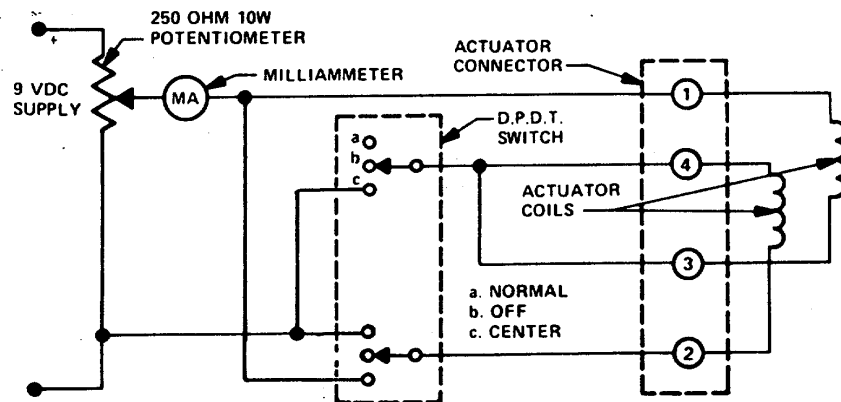 250 OHM 10W
POTENTIOMETER
+
9 VDC
SUPPLY
MA
MILLIAMMETER
ACTUATOR
CONNECTOR
D.P.D.T.
SWITCH
a
b
c
1
4
ACTUATOR
COILS
3
a. NORMAL
b. OFF
c. CENTER
2